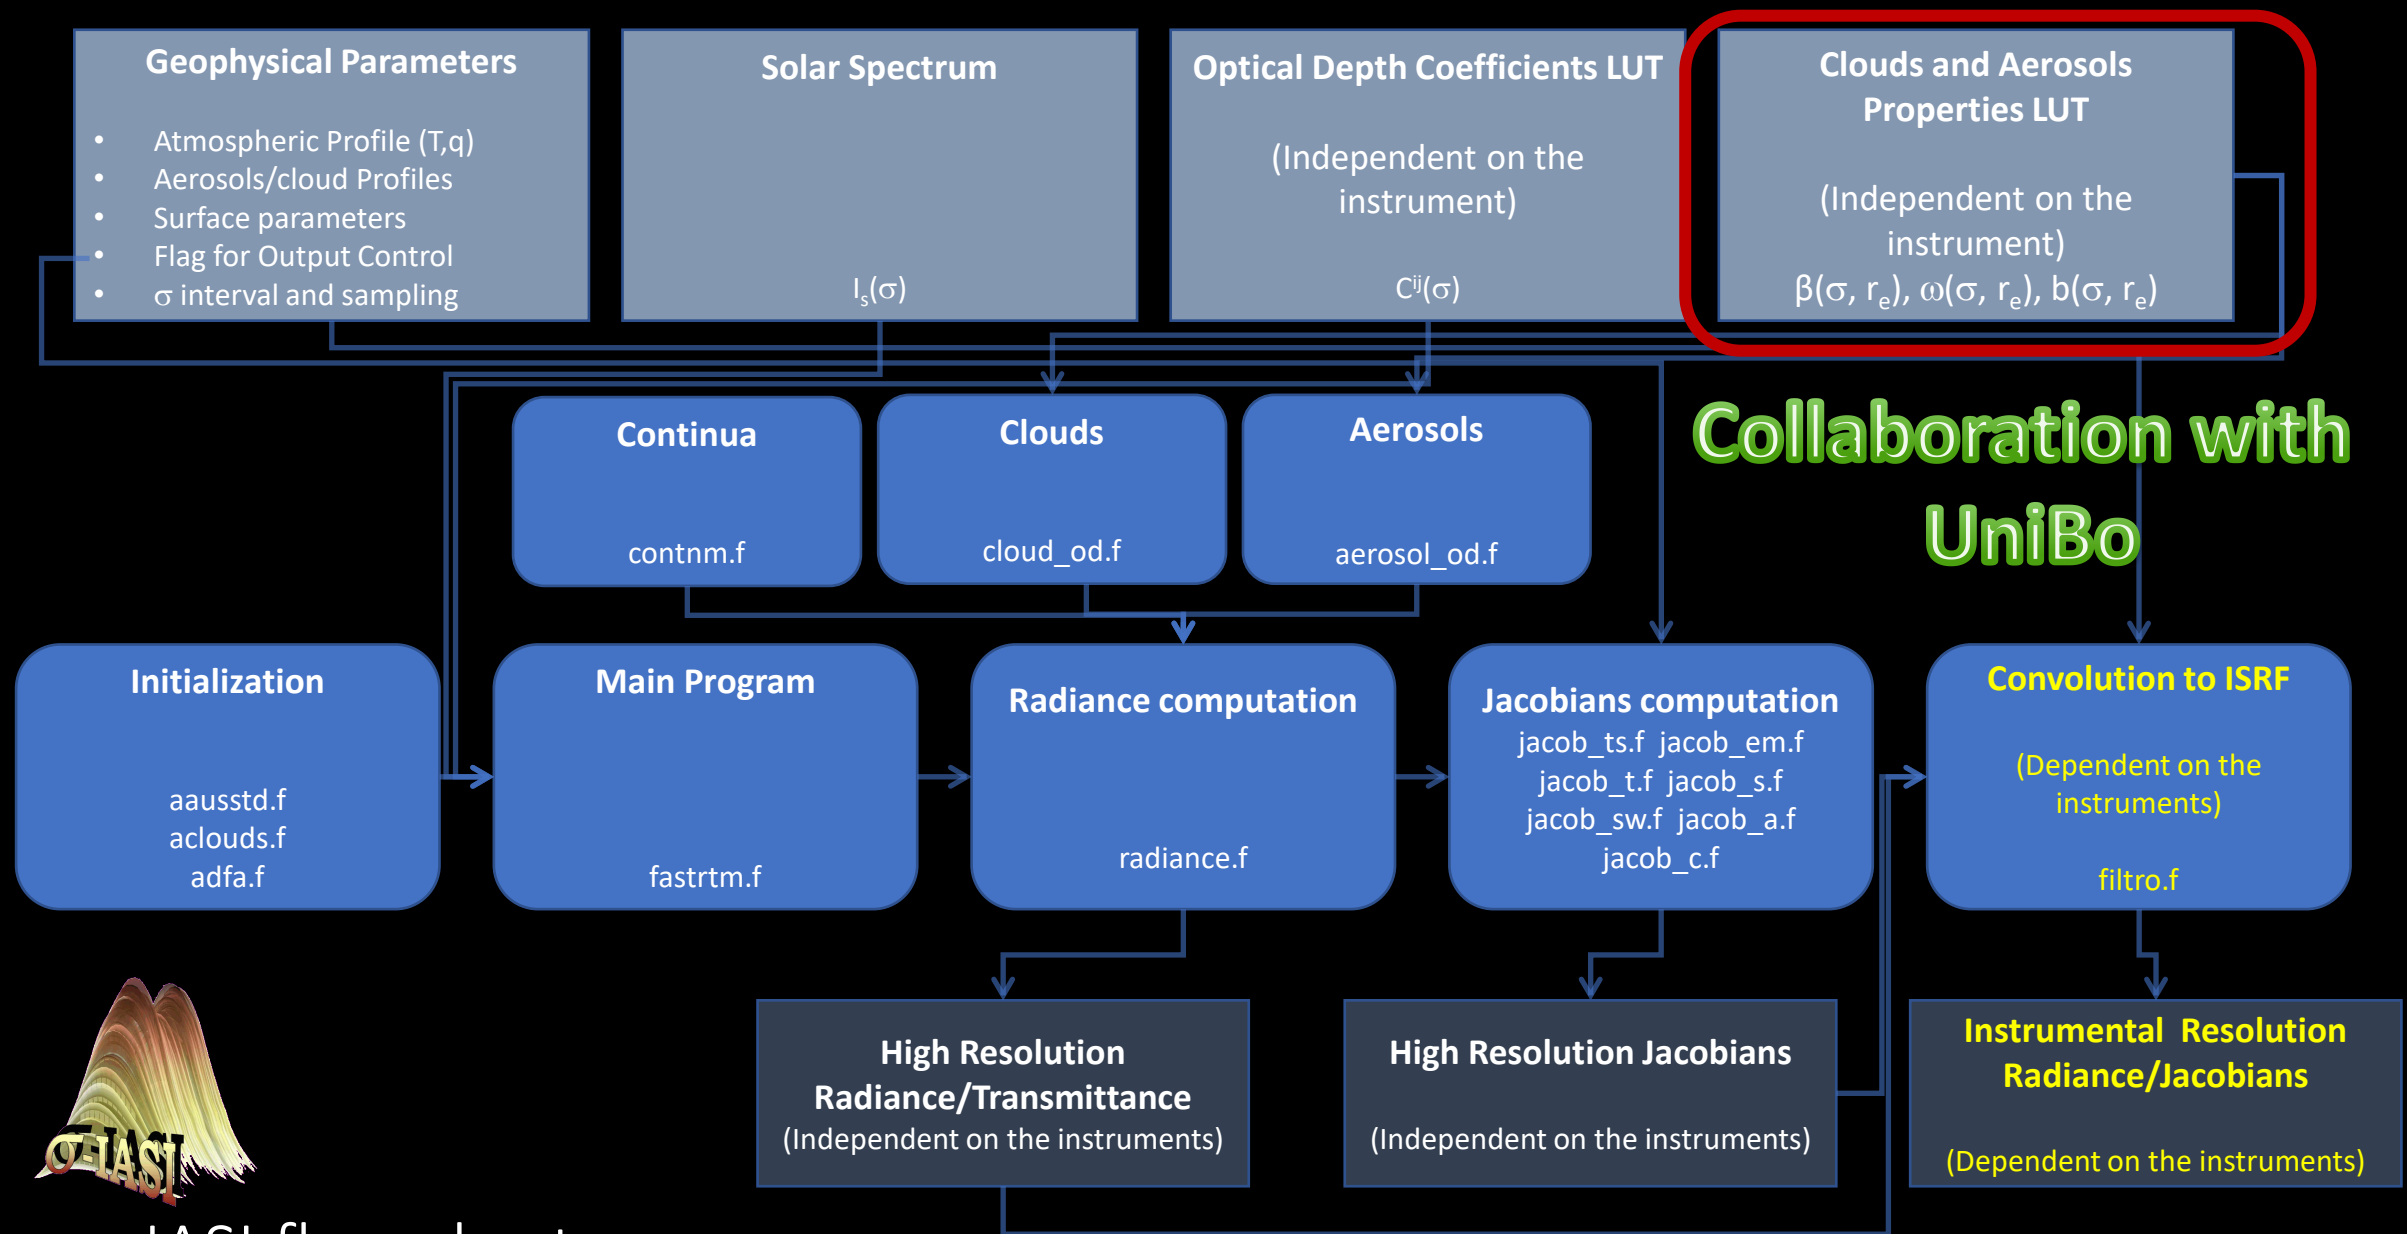 Geophysical Parameters
• Atmospheric Profile (T,q)
• Aerosols/cloud Profiles
• Surface parameters
• Flag for Output Control
• σ interval and sampling
Solar Spectrum
Iₛ(σ)
Optical Depth Coefficients LUT
(Independent on the
instrument)
Cⁱʲ(σ)
Clouds and Aerosols
Properties LUT
(Independent on the
instrument)
β(σ, rₑ), ω(σ, rₑ), b(σ, rₑ)
Continua
contnm.f
Clouds
cloud_od.f
Aerosols
aerosol_od.f
Collaboration with
UniBo
Initialization
aausstd.f
aclouds.f
adfa.f
Main Program
fastrtm.f
Radiance computation
radiance.f
Jacobians computation
jacob_ts.f jacob_em.f
jacob_t.f jacob_s.f
jacob_sw.f jacob_a.f
jacob_c.f
Convolution to ISRF
(Dependent on the
instruments)
filtro.f
High Resolution
Radiance/Transmittance
(Independent on the instruments)
High Resolution Jacobians
(Independent on the instruments)
Instrumental Resolution
Radiance/Jacobians
(Dependent on the instruments)
σ-IASI